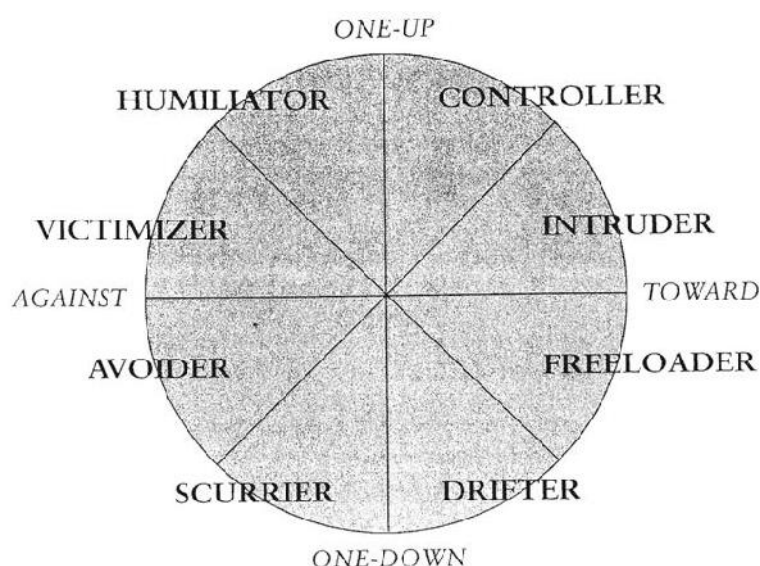 ONE-UP
HUMILIATOR CONTROLLER
VICTIMIZER INTRUDER
AGAINST TOWARD
AVOIDER FREELOADER
SCURRIER DRIFTER
ONE-DOWN